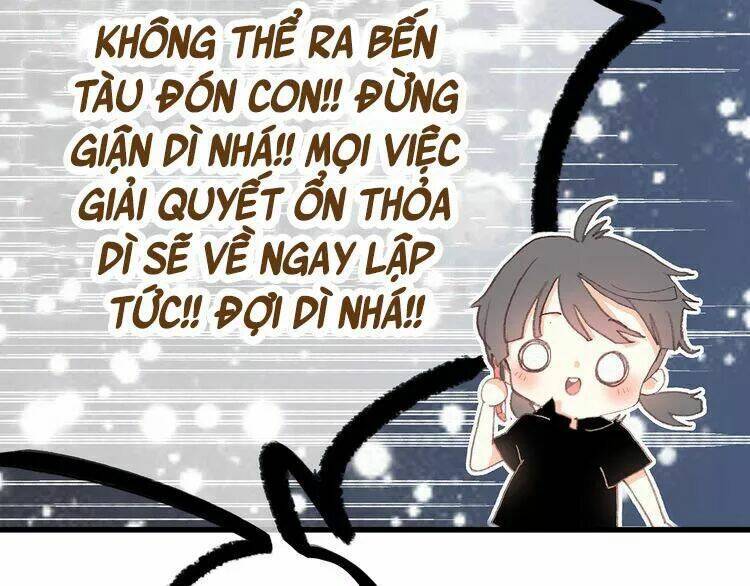 KHÔNG THỂ RA BẾN
TÀU ĐÓN CON!! ĐỪNG
GIẬN DÌ NHÁ!! MỌI VIỆC
GIẢI QUYẾT ỔN THỎA
DÌ SẼ VỀ NGAY LẬP
TỨC!! ĐỢI DÌ NHÁ!!